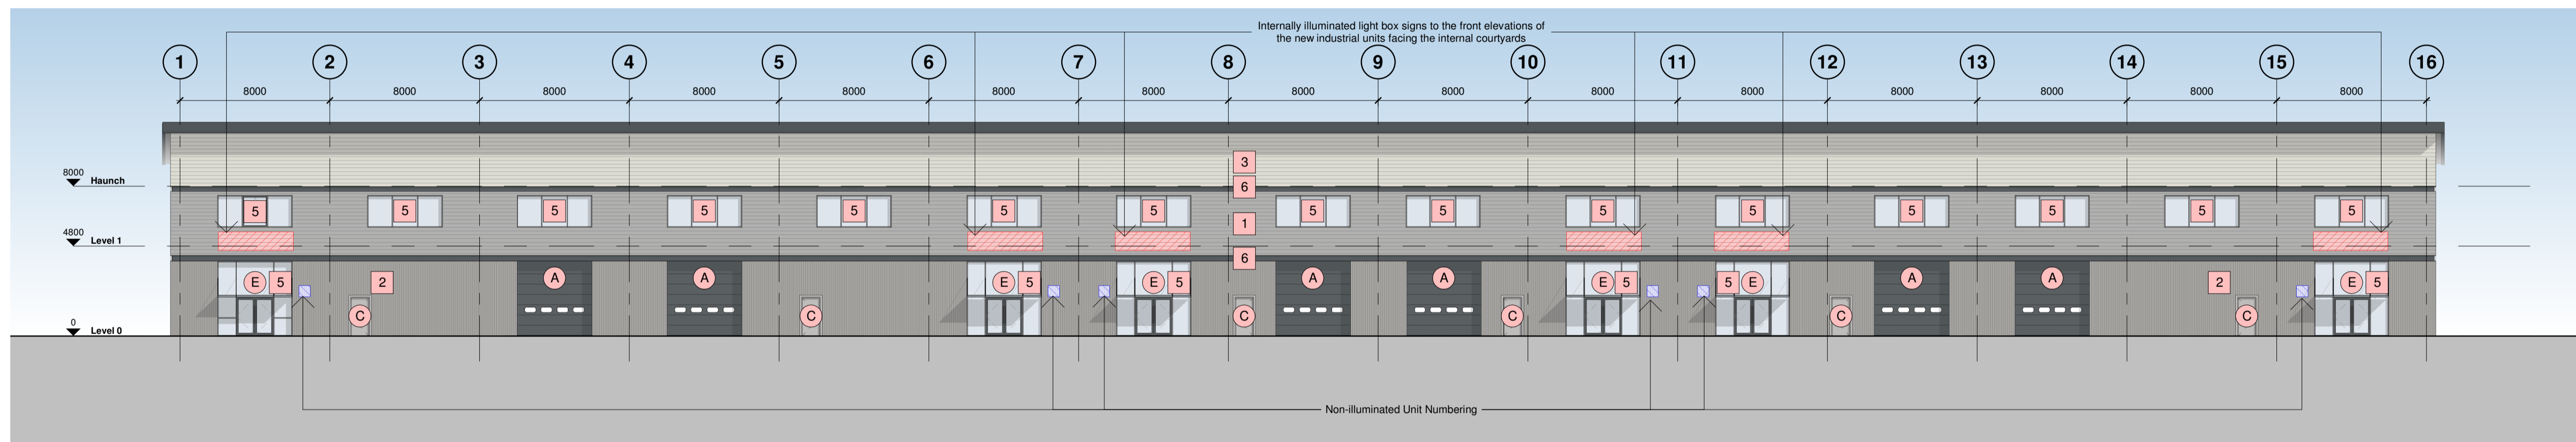 Internally illuminated light box signs to the front elevations of
the new industrial units facing the internal courtyards
1 2 3 4 5 6 7 8 9 10 11 12 13 14 15 16
8000 8000 8000 8000 8000 8000 8000 8000 8000 8000 8000 8000 8000 8000 8000
3
8000 Haunch
6
5 5 5 5 5 5 5 5 5 5 5 5 5 5 5
1
4800 Level 1
6
E 5 2 A A E 5 E 5 A A E 5 5 E A A 2 E 5
C C C C C C
0 Level 0
Non-illuminated Unit Numbering